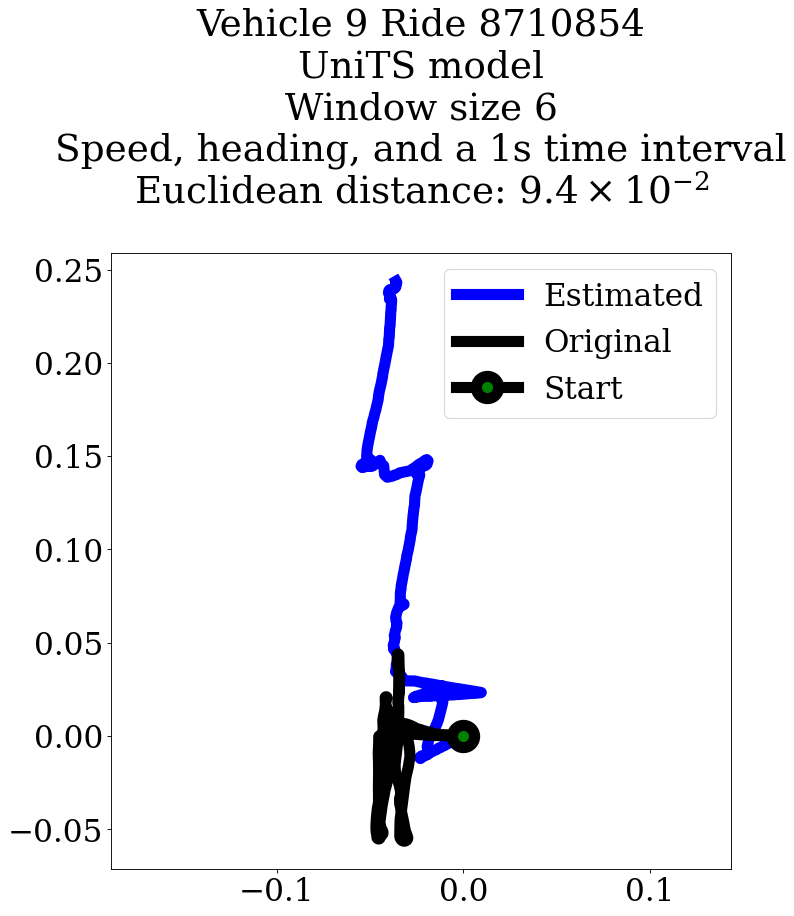 Vehicle 9 Ride 8710854
UniTS model
Window size 6
Speed, heading, and a 1s time interval
Euclidean distance: 9.4 × 10⁻²
0.25
Estimated
Original
Start
0.20
0.15
0.10
0.05
0.00
−0.05
−0.1
0.0
0.1